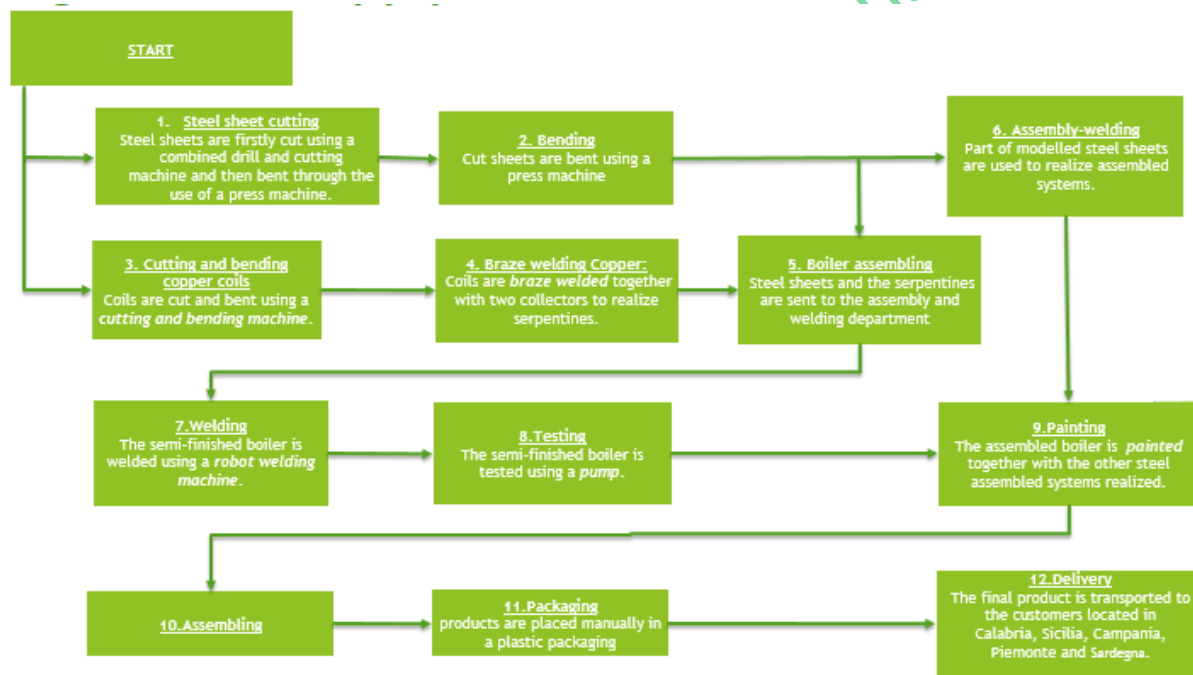 START
1. Steel sheet cutting
Steel sheets are firstly cut using a
combined drill and cutting
machine and then bent through the
use of a press machine.
2. Bending
Cut sheets are bent using a
press machine
6. Assembly-welding
Part of modelled steel sheets
are used to realize assembled
systems.
3. Cutting and bending
copper coils
Coils are cut and bent using a
cutting and bending machine.
4. Braze welding Copper:
Coils are braze welded together
with two collectors to realize
serpentines.
5. Boiler assembling
Steel sheets and the serpentines
are sent to the assembly and
welding department
7.Welding
The semi-finished boiler is
welded using a robot welding
machine.
8.Testing
The semi-finished boiler is
tested using a pump.
9.Painting
The assembled boiler is painted
together with the other steel
assembled systems realized.
10.Assembling
11.Packaging
products are placed manually in
a plastic packaging
12.Delivery
The final product is transported to
the customers located in
Calabria, Sicilia, Campania,
Piemonte and Sardegna.